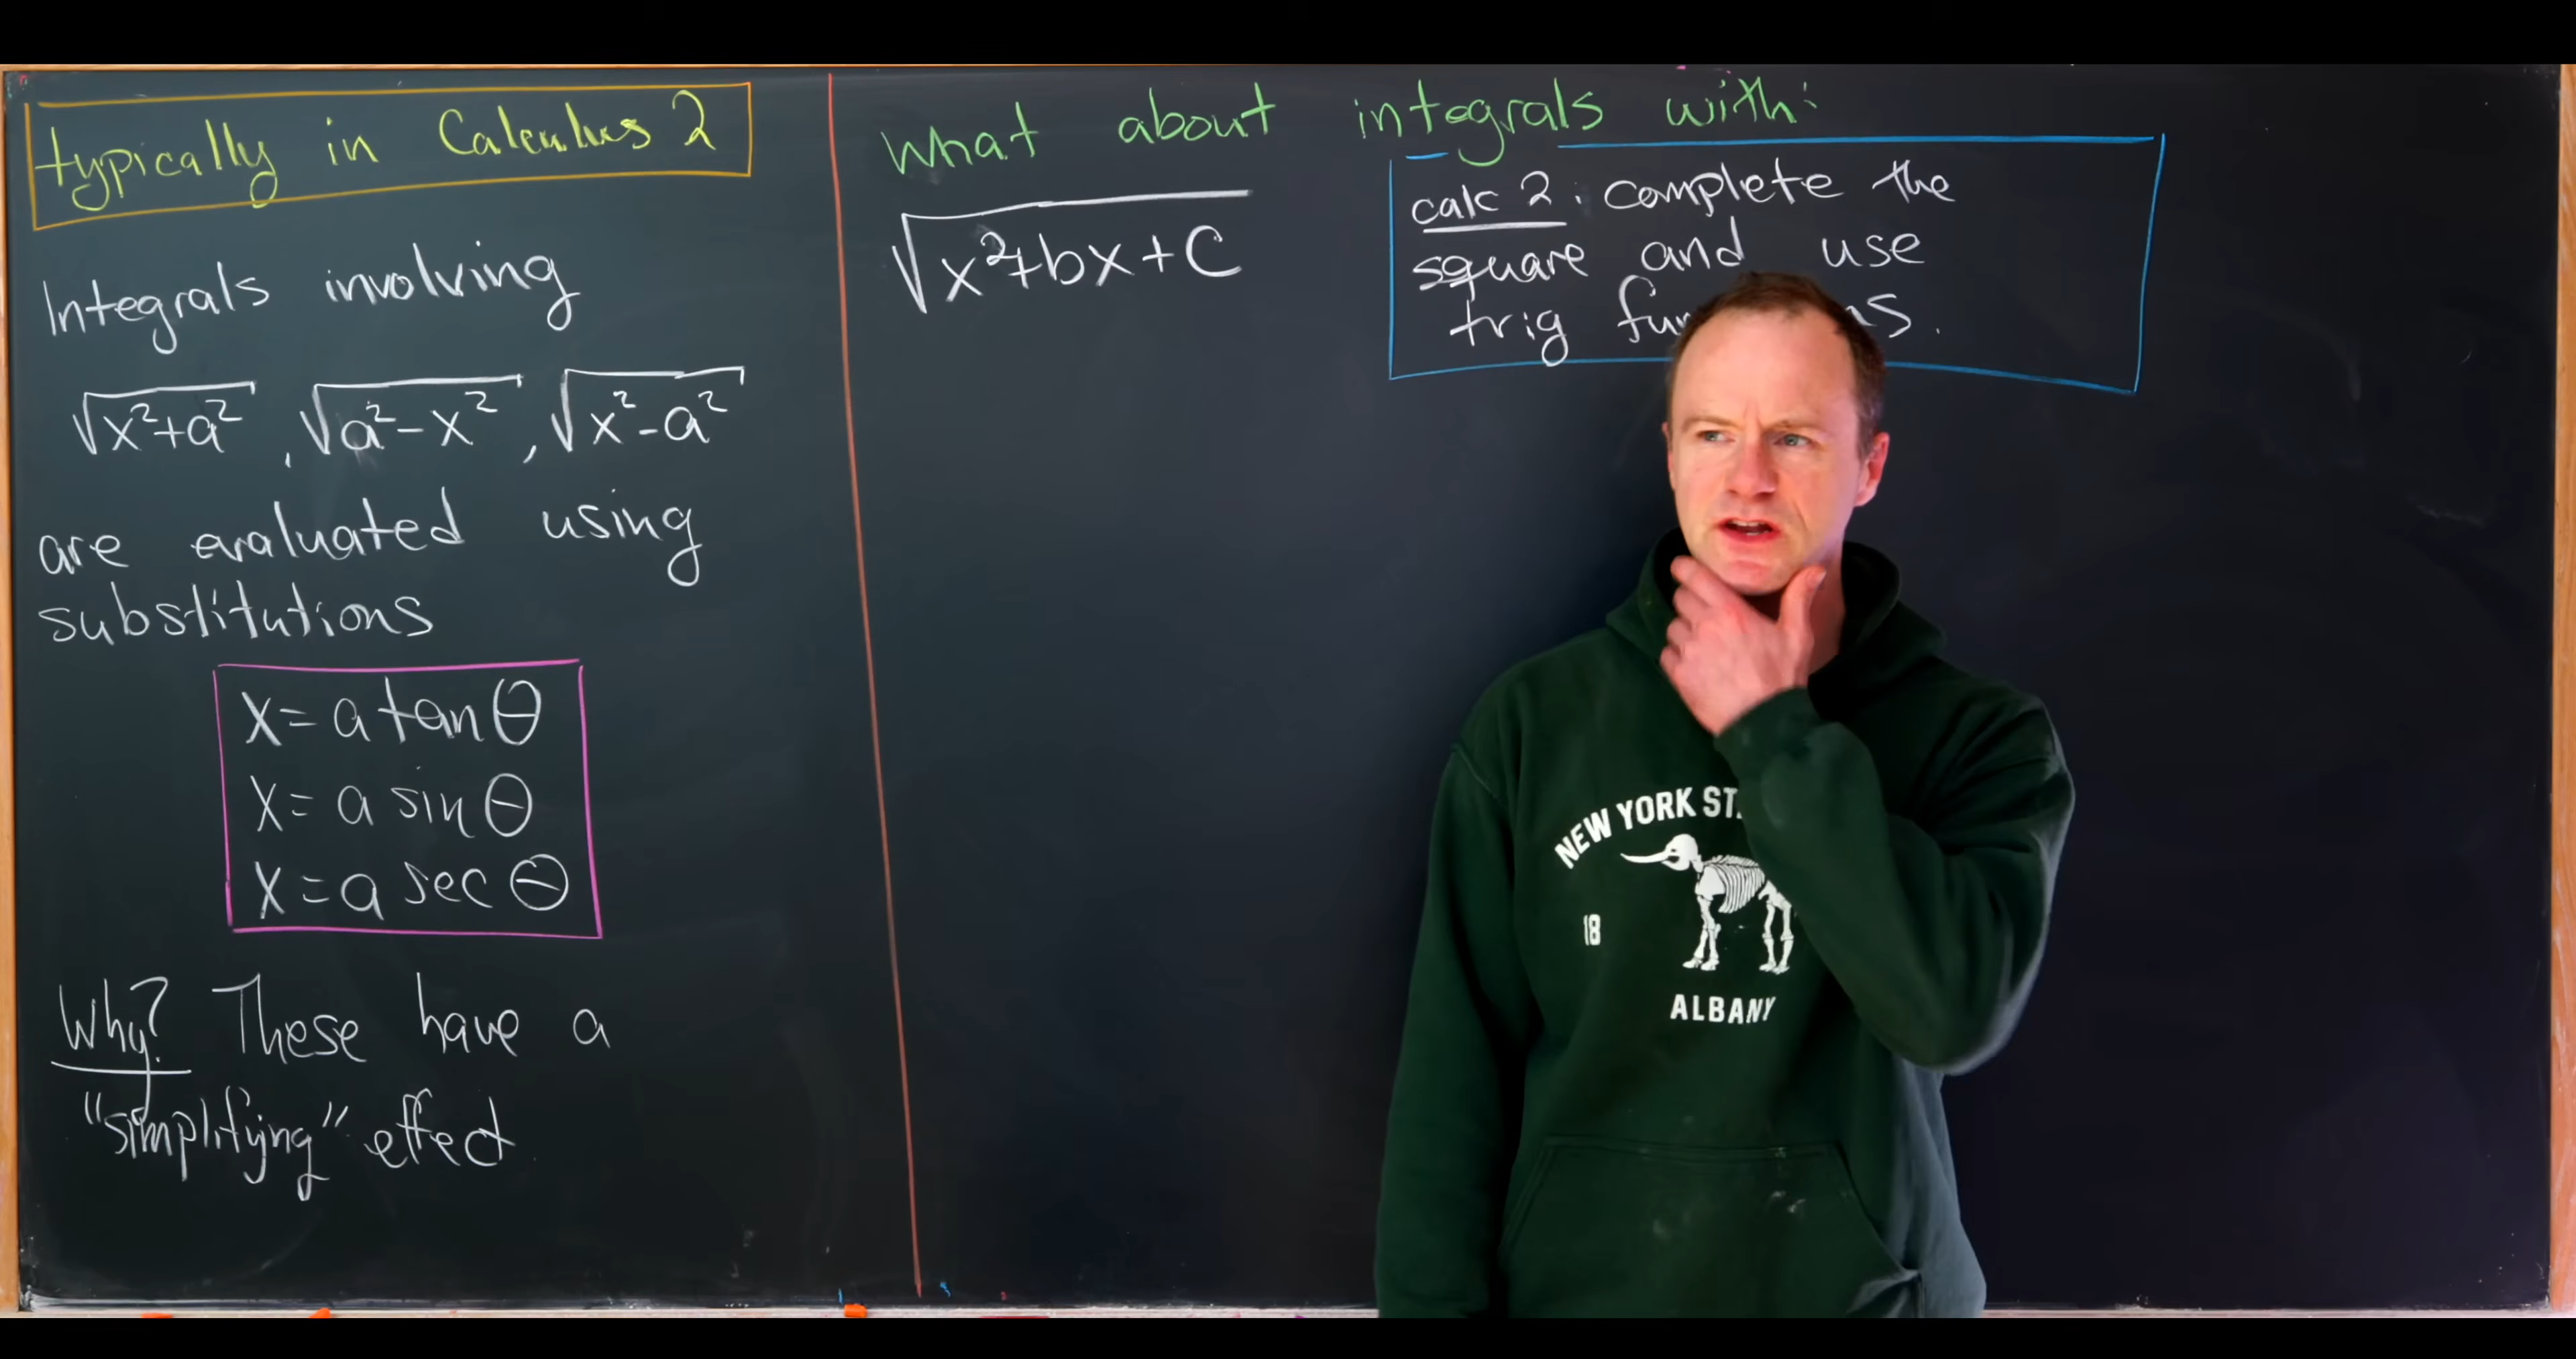 typically in Calculus 2
Integrals involving
√x²+a² , √a²-x² , √x²-a²
are evaluated using
substitutions
x = a tan θ
x = a sin θ
x = a sec θ
Why? These have a
"simplifying" effect
What about integrals with:
√x²+bx+c
calc 2: complete the
square and use
trig
NEW YORK
18
ALBANY